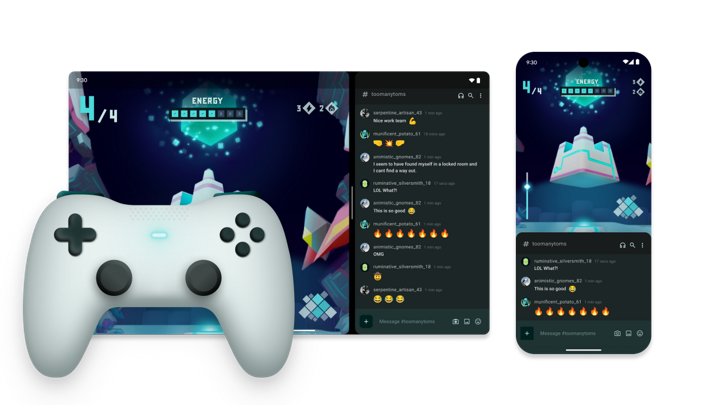 9:30
4/4
ENERGY
3
2
# toomanytoms
serpentine_artisan_43 1 min ago
Nice work team 💪
munificent_potato_61 18 mins ago
🤜 💥 🤛
animistic_gnomes_82 1 min ago
I seem to have found myself in a locked room and
I cant find a way out
ruminative_silversmith_18 17 secs ago
LOL What?!
animistic_gnomes_82 1 min ago
This is so good 😂
munificent_potato_61 1 min ago
🔥 🔥 🔥 🔥 🔥 🔥 🔥
animistic_gnomes_82 1 min ago
OMG
ruminative_silversmith_18 1 min ago
🤠
serpentine_artisan_43 1 min ago
😂 😂 😂
Message #toomanytoms
9:30
4/4
ENERGY
3
2
# toomanytoms
ruminative_silversmith_18 17 secs ago
LOL What?!
animistic_gnomes_82 1 min ago
This is so good 😂
munificent_potato_61 1 min ago
🔥 🔥 🔥 🔥 🔥 🔥 🔥
Message #toomanytoms